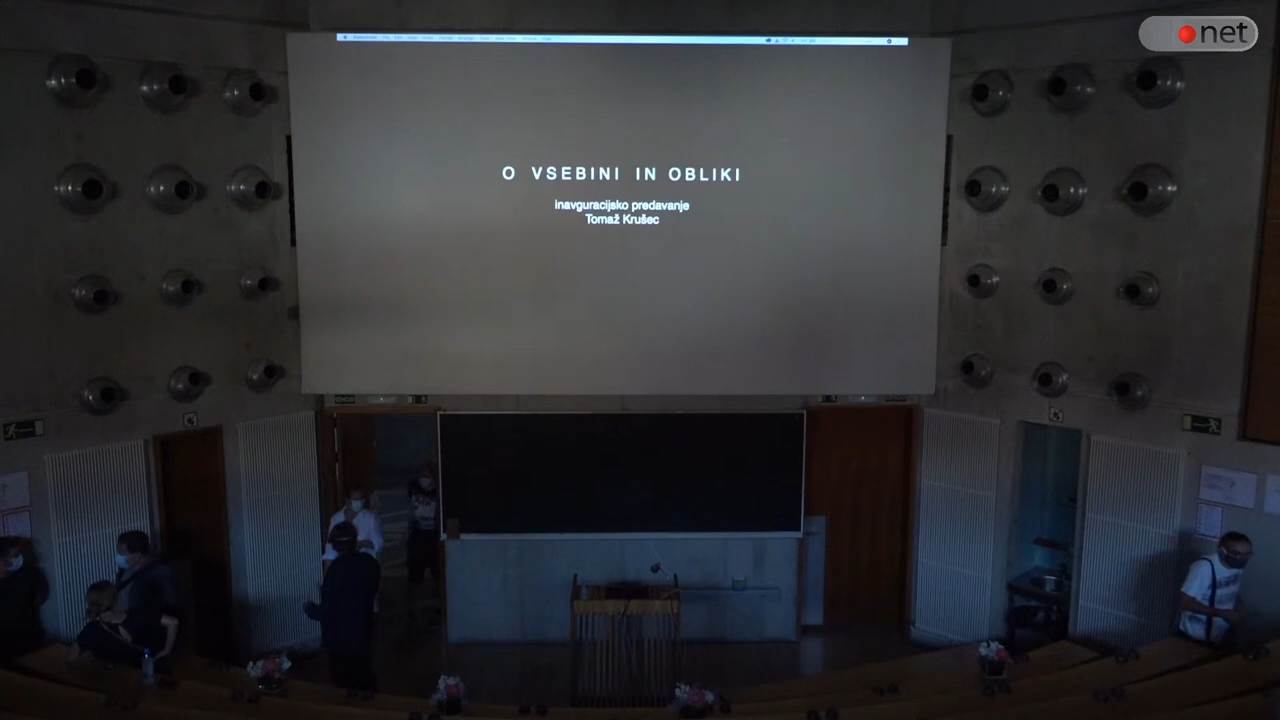 net
O VSEBINI IN OBLIKI
inavguracijsko predavanje
Tomaž Krušec